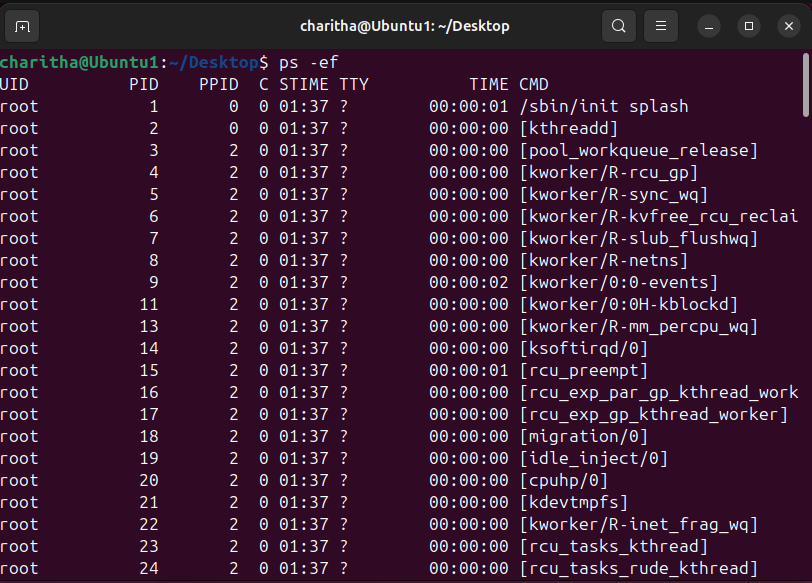 charitha@Ubuntu1: ~/Desktop
charitha@Ubuntu1:~/Desktop$ ps -ef
UID          PID    PPID  C STIME TTY          TIME CMD
root           1       0  0 01:37 ?        00:00:01 /sbin/init splash
root           2       0  0 01:37 ?        00:00:00 [kthreadd]
root           3       2  0 01:37 ?        00:00:00 [pool_workqueue_release]
root           4       2  0 01:37 ?        00:00:00 [kworker/R-rcu_gp]
root           5       2  0 01:37 ?        00:00:00 [kworker/R-sync_wq]
root           6       2  0 01:37 ?        00:00:00 [kworker/R-kvfree_rcu_reclai
root           7       2  0 01:37 ?        00:00:00 [kworker/R-slub_flushwq]
root           8       2  0 01:37 ?        00:00:00 [kworker/R-netns]
root           9       2  0 01:37 ?        00:00:02 [kworker/0:0-events]
root          11       2  0 01:37 ?        00:00:00 [kworker/0:0H-kblockd]
root          13       2  0 01:37 ?        00:00:00 [kworker/R-mm_percpu_wq]
root          14       2  0 01:37 ?        00:00:00 [ksoftirqd/0]
root          15       2  0 01:37 ?        00:00:01 [rcu_preempt]
root          16       2  0 01:37 ?        00:00:00 [rcu_exp_par_gp_kthread_work
root          17       2  0 01:37 ?        00:00:00 [rcu_exp_gp_kthread_worker]
root          18       2  0 01:37 ?        00:00:00 [migration/0]
root          19       2  0 01:37 ?        00:00:00 [idle_inject/0]
root          20       2  0 01:37 ?        00:00:00 [cpuhp/0]
root          21       2  0 01:37 ?        00:00:00 [kdevtmpfs]
root          22       2  0 01:37 ?        00:00:00 [kworker/R-inet_frag_wq]
root          23       2  0 01:37 ?        00:00:00 [rcu_tasks_kthread]
root          24       2  0 01:37 ?        00:00:00 [rcu_tasks_rude_kthread]